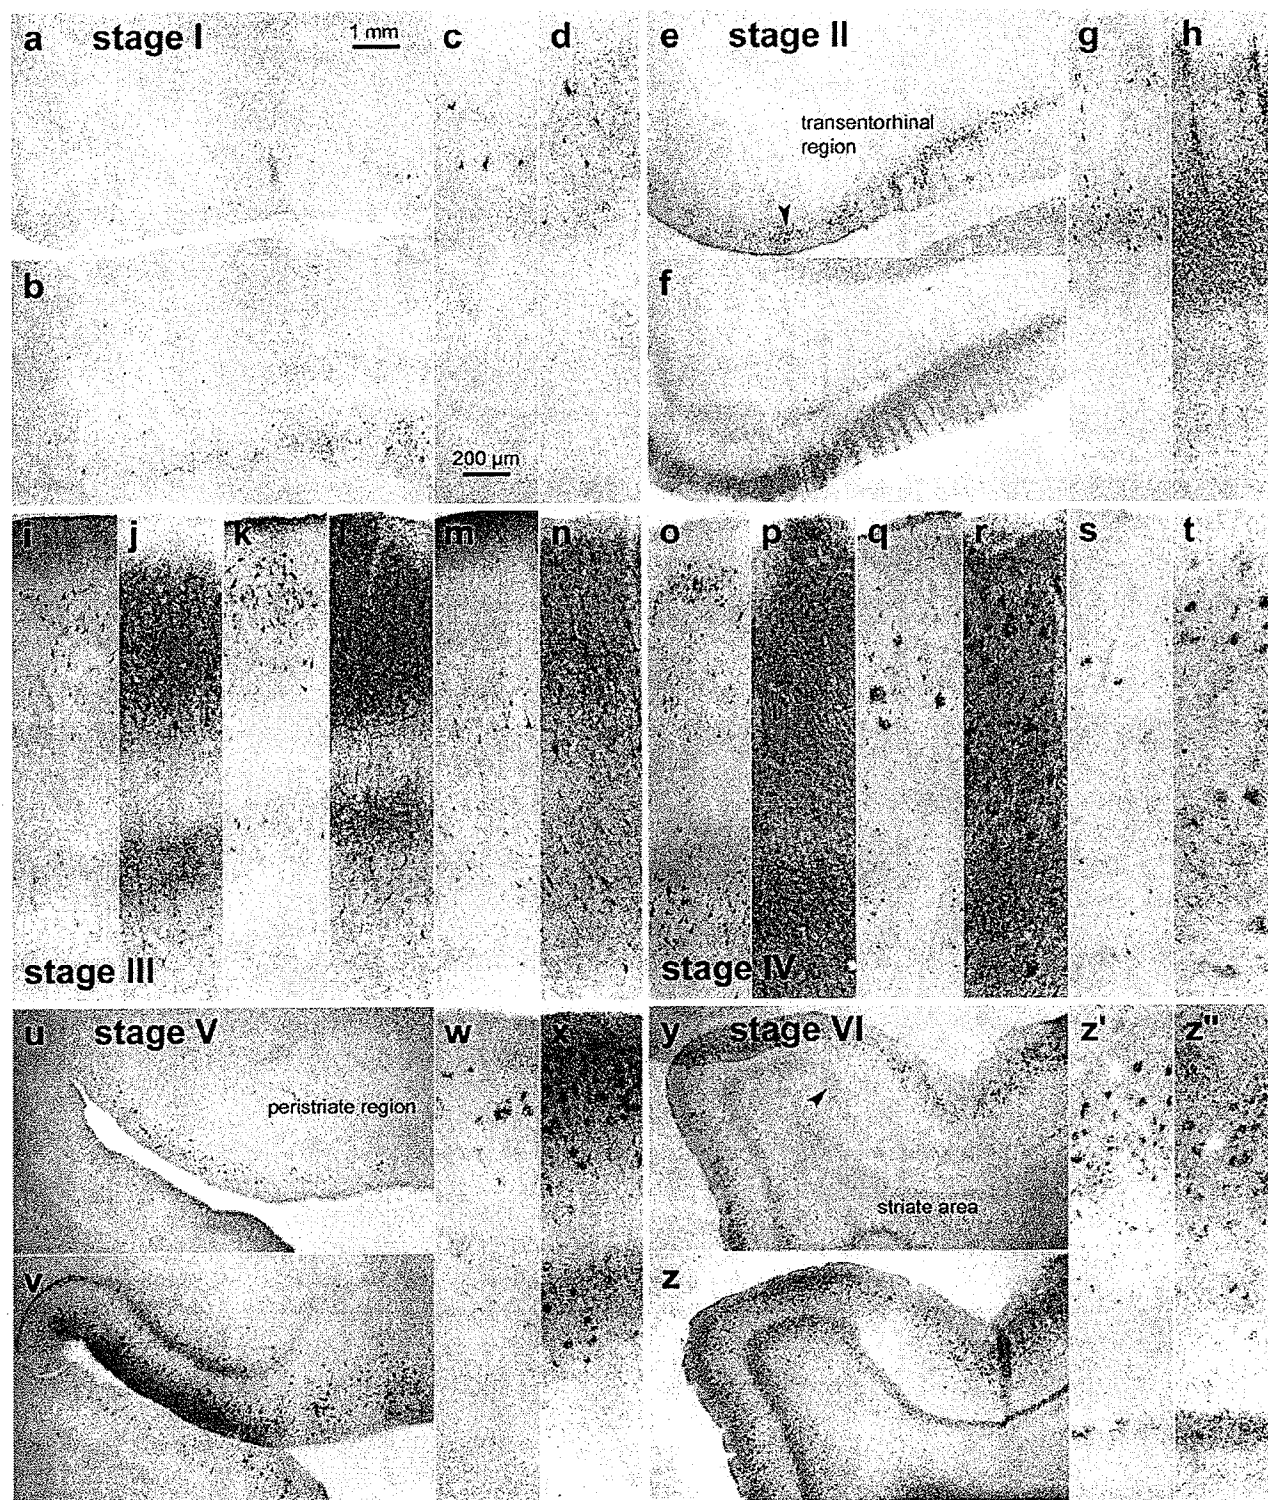 a stage I 1 mm c d e stage II g h
transentorhinal
region
b f
200 µm
i j k l m n o p q r s t
stage III stage IV
u stage V w x y stage VI z' z"
peristriate region
striate area
v z